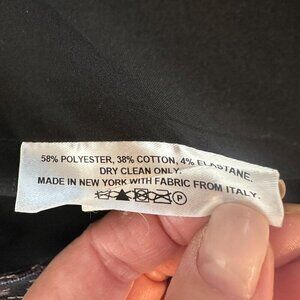 58% POLYESTER, 38% COTTON, 4% ELASTANE.
DRY CLEAN ONLY.
MADE IN NEW YORK WITH FABRIC FROM ITALY.
P